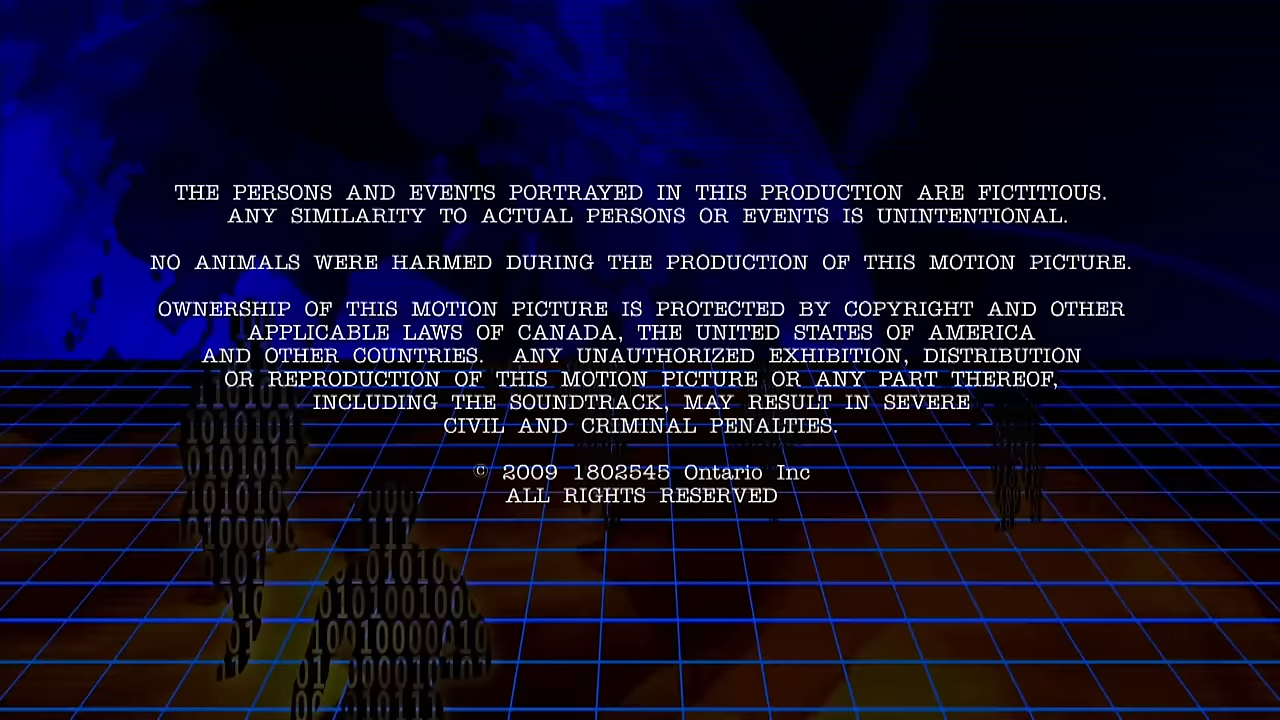 THE PERSONS AND EVENTS PORTRAYED IN THIS PRODUCTION ARE FICTITIOUS.
ANY SIMILARITY TO ACTUAL PERSONS OR EVENTS IS UNINTENTIONAL.
NO ANIMALS WERE HARMED DURING THE PRODUCTION OF THIS MOTION PICTURE.
OWNERSHIP OF THIS MOTION PICTURE IS PROTECTED BY COPYRIGHT AND OTHER
APPLICABLE LAWS OF CANADA, THE UNITED STATES OF AMERICA
AND OTHER COUNTRIES. ANY UNAUTHORIZED EXHIBITION, DISTRIBUTION
OR REPRODUCTION OF THIS MOTION PICTURE OR ANY PART THEREOF,
INCLUDING THE SOUNDTRACK, MAY RESULT IN SEVERE
CIVIL AND CRIMINAL PENALTIES.
© 2009 1802545 Ontario Inc
ALL RIGHTS RESERVED